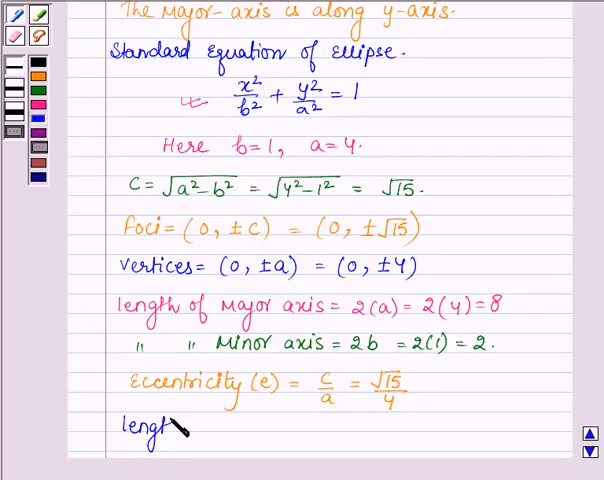 The Major-axis is along y-axis.
Standard Equation of Ellipse.
x²/b² + y²/a² = 1
Here b=1, a=4.
C = √(a²-b²) = √(4²-1²) = √15.
foci = (0, ±c) = (0, ±√15)
vertices = (0, ±a) = (0, ±4)
length of Major axis = 2(a) = 2(4) = 8
" " Minor axis = 2b = 2(1) = 2.
Eccentricity (e) = c/a = √15/4
lengt